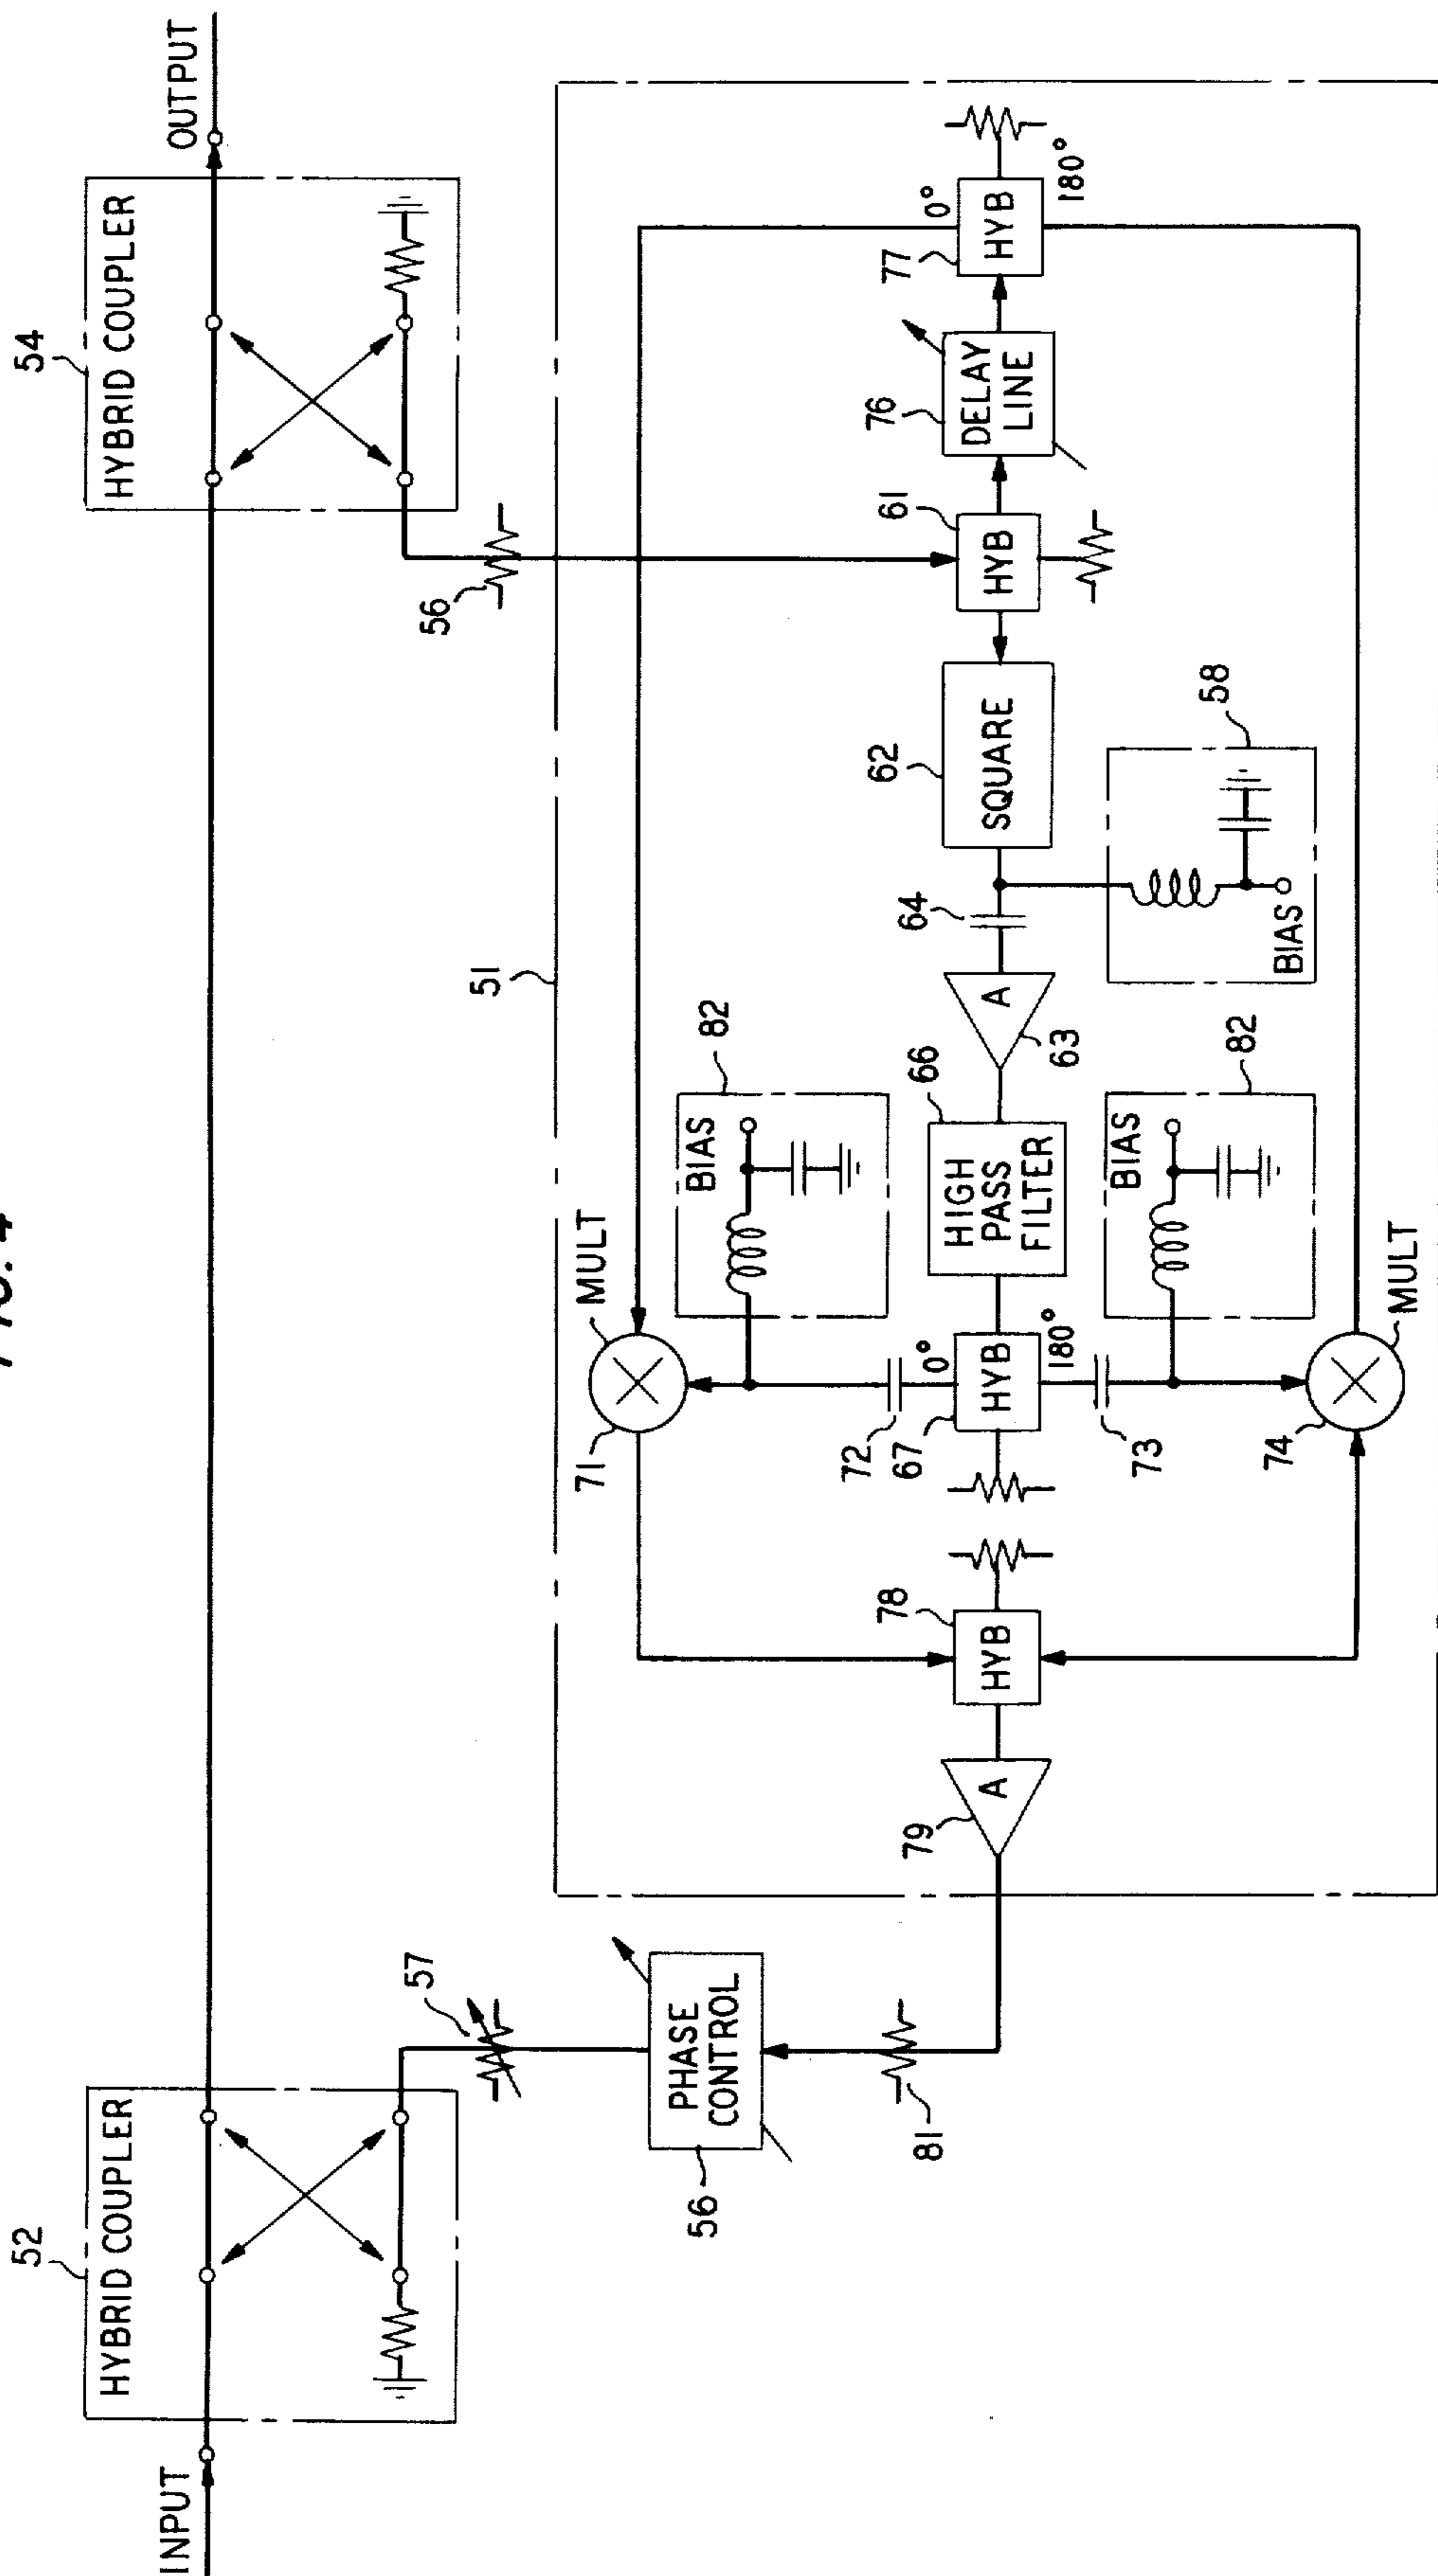 INPUT
52
HYBRID COUPLER
54
HYBRID COUPLER
OUTPUT
57
56
PHASE
CONTROL
56
81
51
71
MULT
82
BIAS
79
A
78
HYB
72
67
HYB
0°
180°
73
66
HIGH
PASS
FILTER
63
A
64
62
SQUARE
61
HYB
76
DELAY
LINE
77
HYB
0°
180°
82
BIAS
58
BIAS
74
MULT